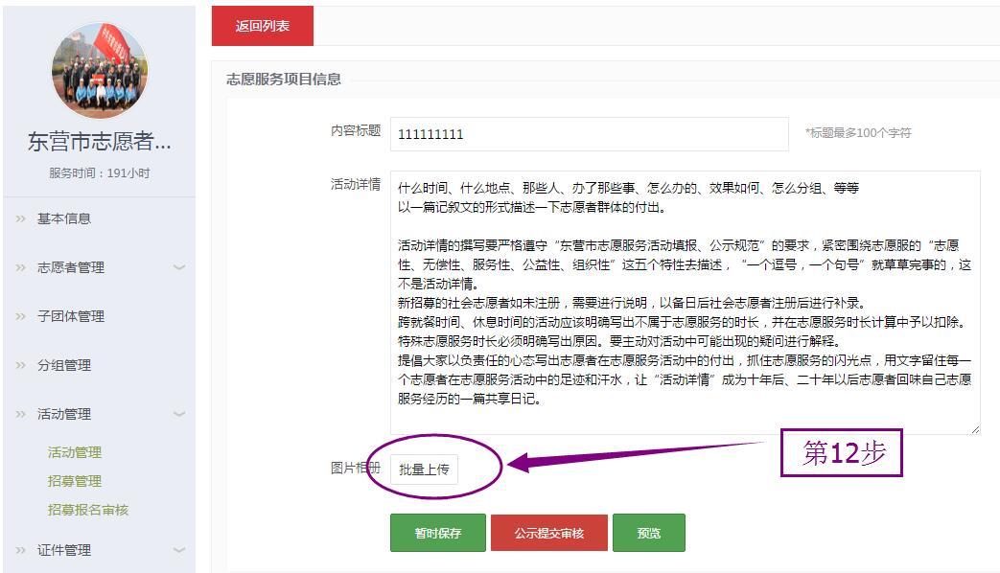 返回列表
东营市志愿者...
服务时间：191小时
基本信息
志愿者管理
子团体管理
分组管理
活动管理
活动管理
招募管理
招募报名审核
证件管理
志愿服务项目信息
内容标题
111111111
*标题最多100个字符
活动详情
什么时间、什么地点、那些人、办了那些事、怎么办的、效果如何、怎么分组、等等
以一篇记叙文的形式描述一下志愿者群体的付出。
活动详情的撰写要严格遵守“东营市志愿服务活动填报、公示规范”的要求，紧密围绕志愿服的“志愿
性、无偿性、服务性、公益性、组织性”这五个特性去描述，“一个逗号，一个句号”就草草完事的，这
不是活动详情。
新招募的社会志愿者如未注册，需要进行说明，以备日后社会志愿者注册后进行补录。
跨就餐时间、休息时间的活动应该明确写出不属于志愿服务的时长，并在志愿服务时长计算中予以扣除。
特殊志愿服务时长必须明确写出原因。要主动对活动中可能出现的疑问进行解释。
提倡大家以负责任的心态写出志愿者在志愿服务活动中的付出，抓住志愿服务的闪光点，用文字留住每一
个志愿者在志愿服务活动中的足迹和汗水，让“活动详情”成为十年后、二十年以后志愿者回味自己志愿
服务经历的一篇共享日记。
图片相册
批量上传
第12步
暂时保存
公示提交审核
预览